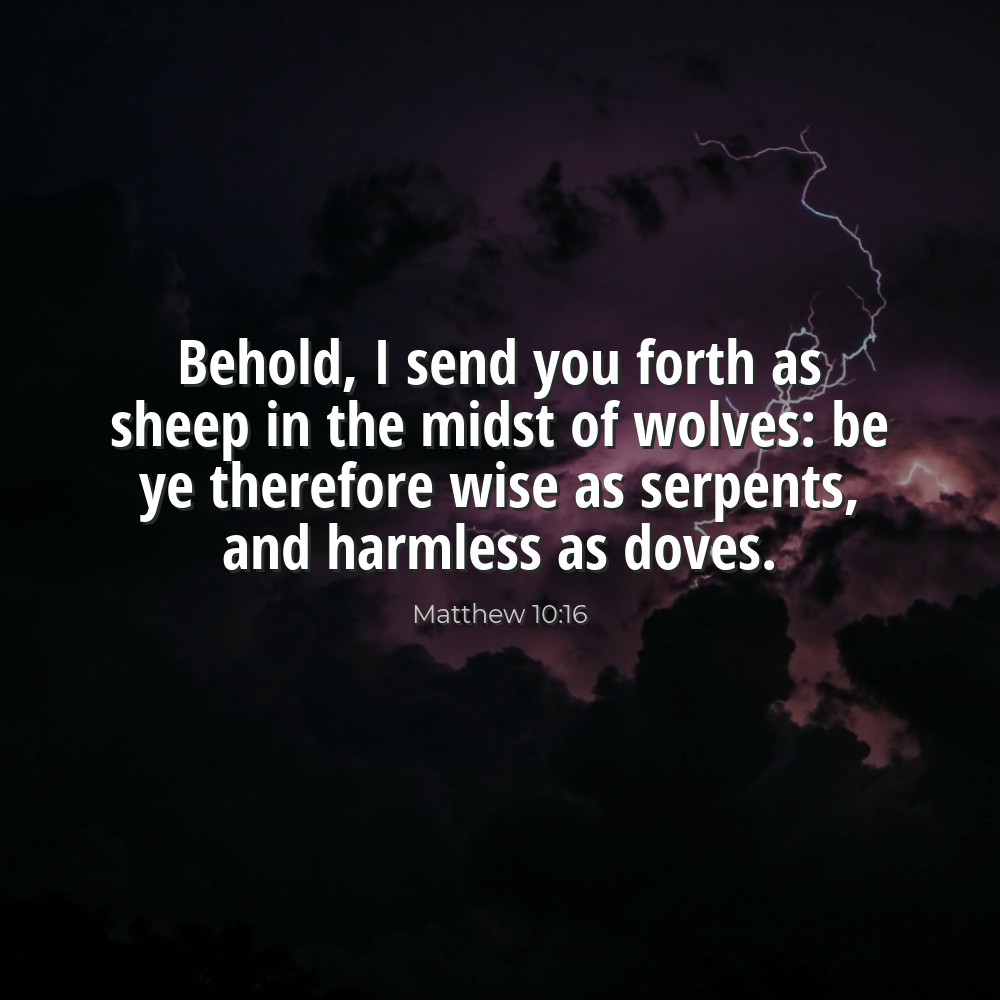 Behold, I send you forth as
sheep in the midst of wolves: be
ye therefore wise as serpents,
and harmless as doves.
Matthew 10:16